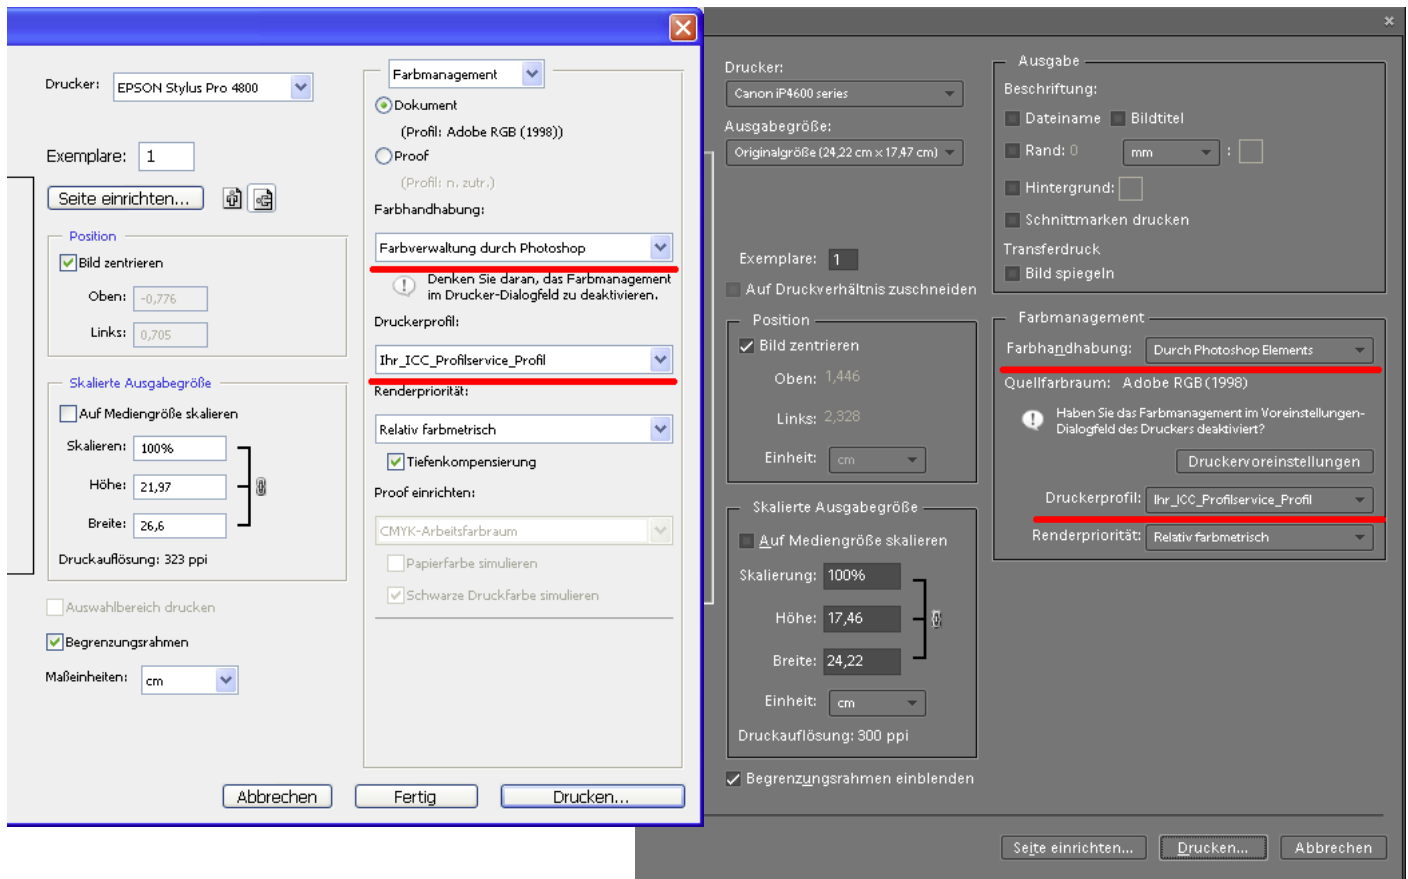 Drucker: EPSON Stylus Pro 4800
Exemplare: 1
Seite einrichten...
Position
Bild zentrieren
Oben: -0,776
Links: 0,705
Skalierte Ausgabegröße
Auf Mediengröße skalieren
Skalieren: 100%
Höhe: 21,97
Breite: 26,6
Druckauflösung: 323 ppi
Auswahlbereich drucken
Begrenzungsrahmen
Maßeinheiten: cm
Farbmanagement
Dokument
(Profil: Adobe RGB (1998))
Proof
(Profil: n. zutr.)
Farbhandhabung:
Farbverwaltung durch Photoshop
Denken Sie daran, das Farbmanagement
im Drucker-Dialogfeld zu deaktivieren.
Druckerprofil:
Ihr_ICC_Profilservice_Profil
Renderpriorität:
Relativ farbmetrisch
Tiefenkompensierung
Proof einrichten:
CMYK-Arbeitsfarbraum
Papierfarbe simulieren
Schwarze Druckfarbe simulieren
Abbrechen
Fertig
Drucken...
Drucker:
Canon iP4600 series
Ausgabegröße:
Originalgröße (24,22 cm × 17,47 cm)
Exemplare: 1
Auf Druckverhältnis zuschneiden
Position
Bild zentrieren
Oben: 1,446
Links: 2,328
Einheit: cm
Skalierte Ausgabegröße
Auf Mediengröße skalieren
Skalierung: 100%
Höhe: 17,46
Breite: 24,22
Einheit: cm
Druckauflösung: 300 ppi
Begrenzungsrahmen einblenden
Ausgabe
Beschriftung:
Dateiname Bildtitel
Rand: 0 mm :
Hintergrund:
Schnittmarken drucken
Transferdruck
Bild spiegeln
Farbmanagement
Farbhandhabung: Durch Photoshop Elements
Quellfarbraum: Adobe RGB (1998)
Haben Sie das Farbmanagement im Voreinstellungen-
Dialogfeld des Druckers deaktiviert?
Druckervoreinstellungen
Druckerprofil: Ihr_ICC_Profilservice_Profil
Renderpriorität: Relativ farbmetrisch
Seite einrichten...
Drucken...
Abbrechen